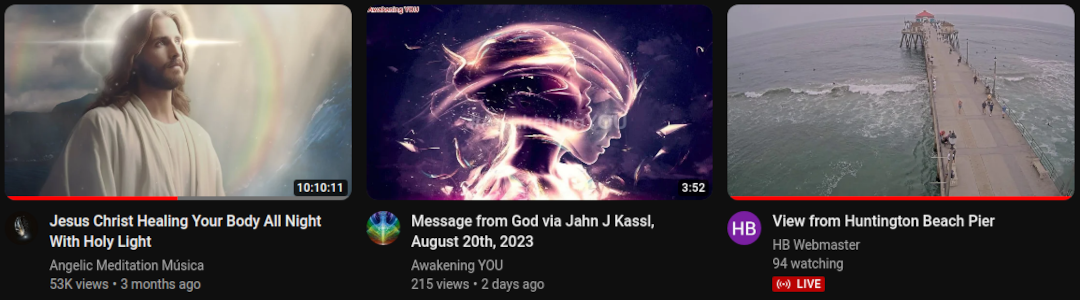 Awakening YOU
10:10:11
3:52
Jesus Christ Healing Your Body All Night
With Holy Light
Angelic Meditation Música
53K views • 3 months ago
Message from God via Jahn J Kassl,
August 20th, 2023
Awakening YOU
215 views • 2 days ago
HB
View from Huntington Beach Pier
HB Webmaster
94 watching
LIVE